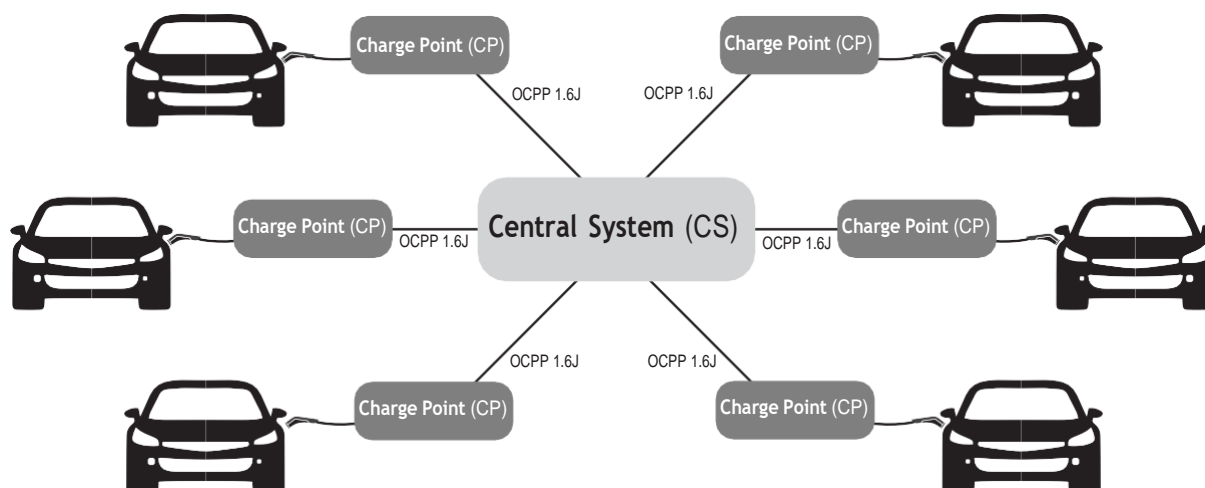 Charge Point (CP)
Charge Point (CP)
OCPP 1.6J
OCPP 1.6J
Charge Point (CP)
Central System (CS)
Charge Point (CP)
OCPP 1.6J
OCPP 1.6J
OCPP 1.6J
OCPP 1.6J
Charge Point (CP)
Charge Point (CP)